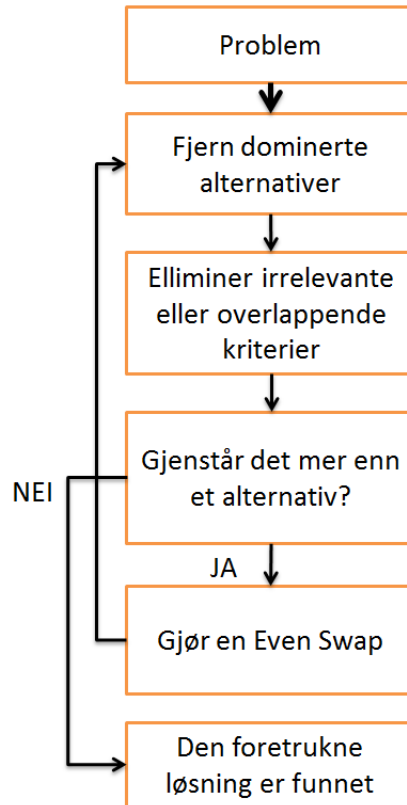 Problem
Fjern dominerte
alternativer
Elliminer irrelevante
eller overlappende
kriterier
Gjenstår det mer enn
et alternativ?
NEI
JA
Gjør en Even Swap
Den foretrukne
løsning er funnet